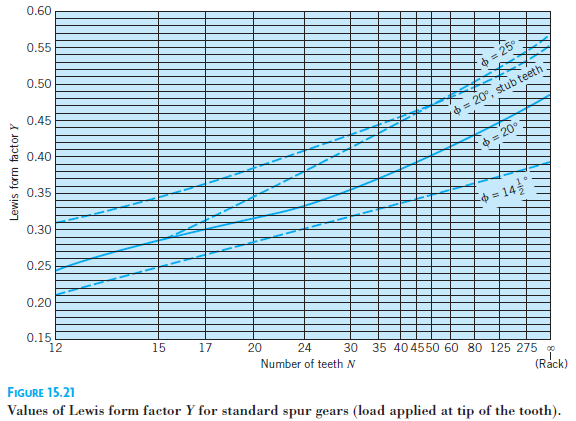 0.60
0.55
0.50
0.45
0.40
0.35
0.30
0.25
0.20
0.15
Lewis form factor Y
ϕ = 25°
ϕ = 20°, stub teeth
ϕ = 20°
ϕ = 14½°
12 15 17 20 24 30 35 40 45 50 60 80 125 275 ∞
Number of teeth N
(Rack)
FIGURE 15.21
Values of Lewis form factor Y for standard spur gears (load applied at tip of the tooth).